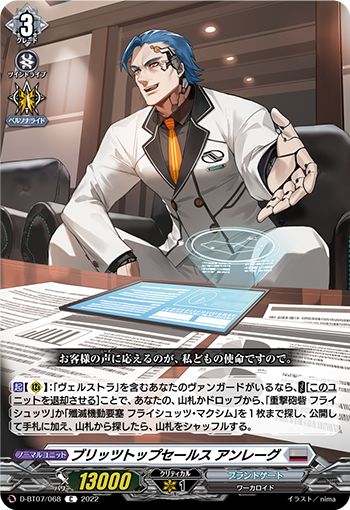 3
グレード
ツインドライブ
ペルソナライド
お客様の声に応えるのが、私どもの使命ですので。
起【R】:「ヴェルストラ」を含むあなたのヴァンガードがいるなら、【このユ
ニットを退却させる】ことで、あなたの、山札かドロップから、「重撃砲砦 フラ
イシュッツ」か「殲滅機動要塞 フライシュッツ・マクシム」を1枚まで探し、公開し
て手札に加え、山札から探したら、山札をシャッフルする。
ノーマルユニット
ブリッツトップセールス アンレーグ
パワー 13000
クリティカル
1
ブラントゲート
ワーカロイド
D-BT07/068 C 2022
イラスト/nima